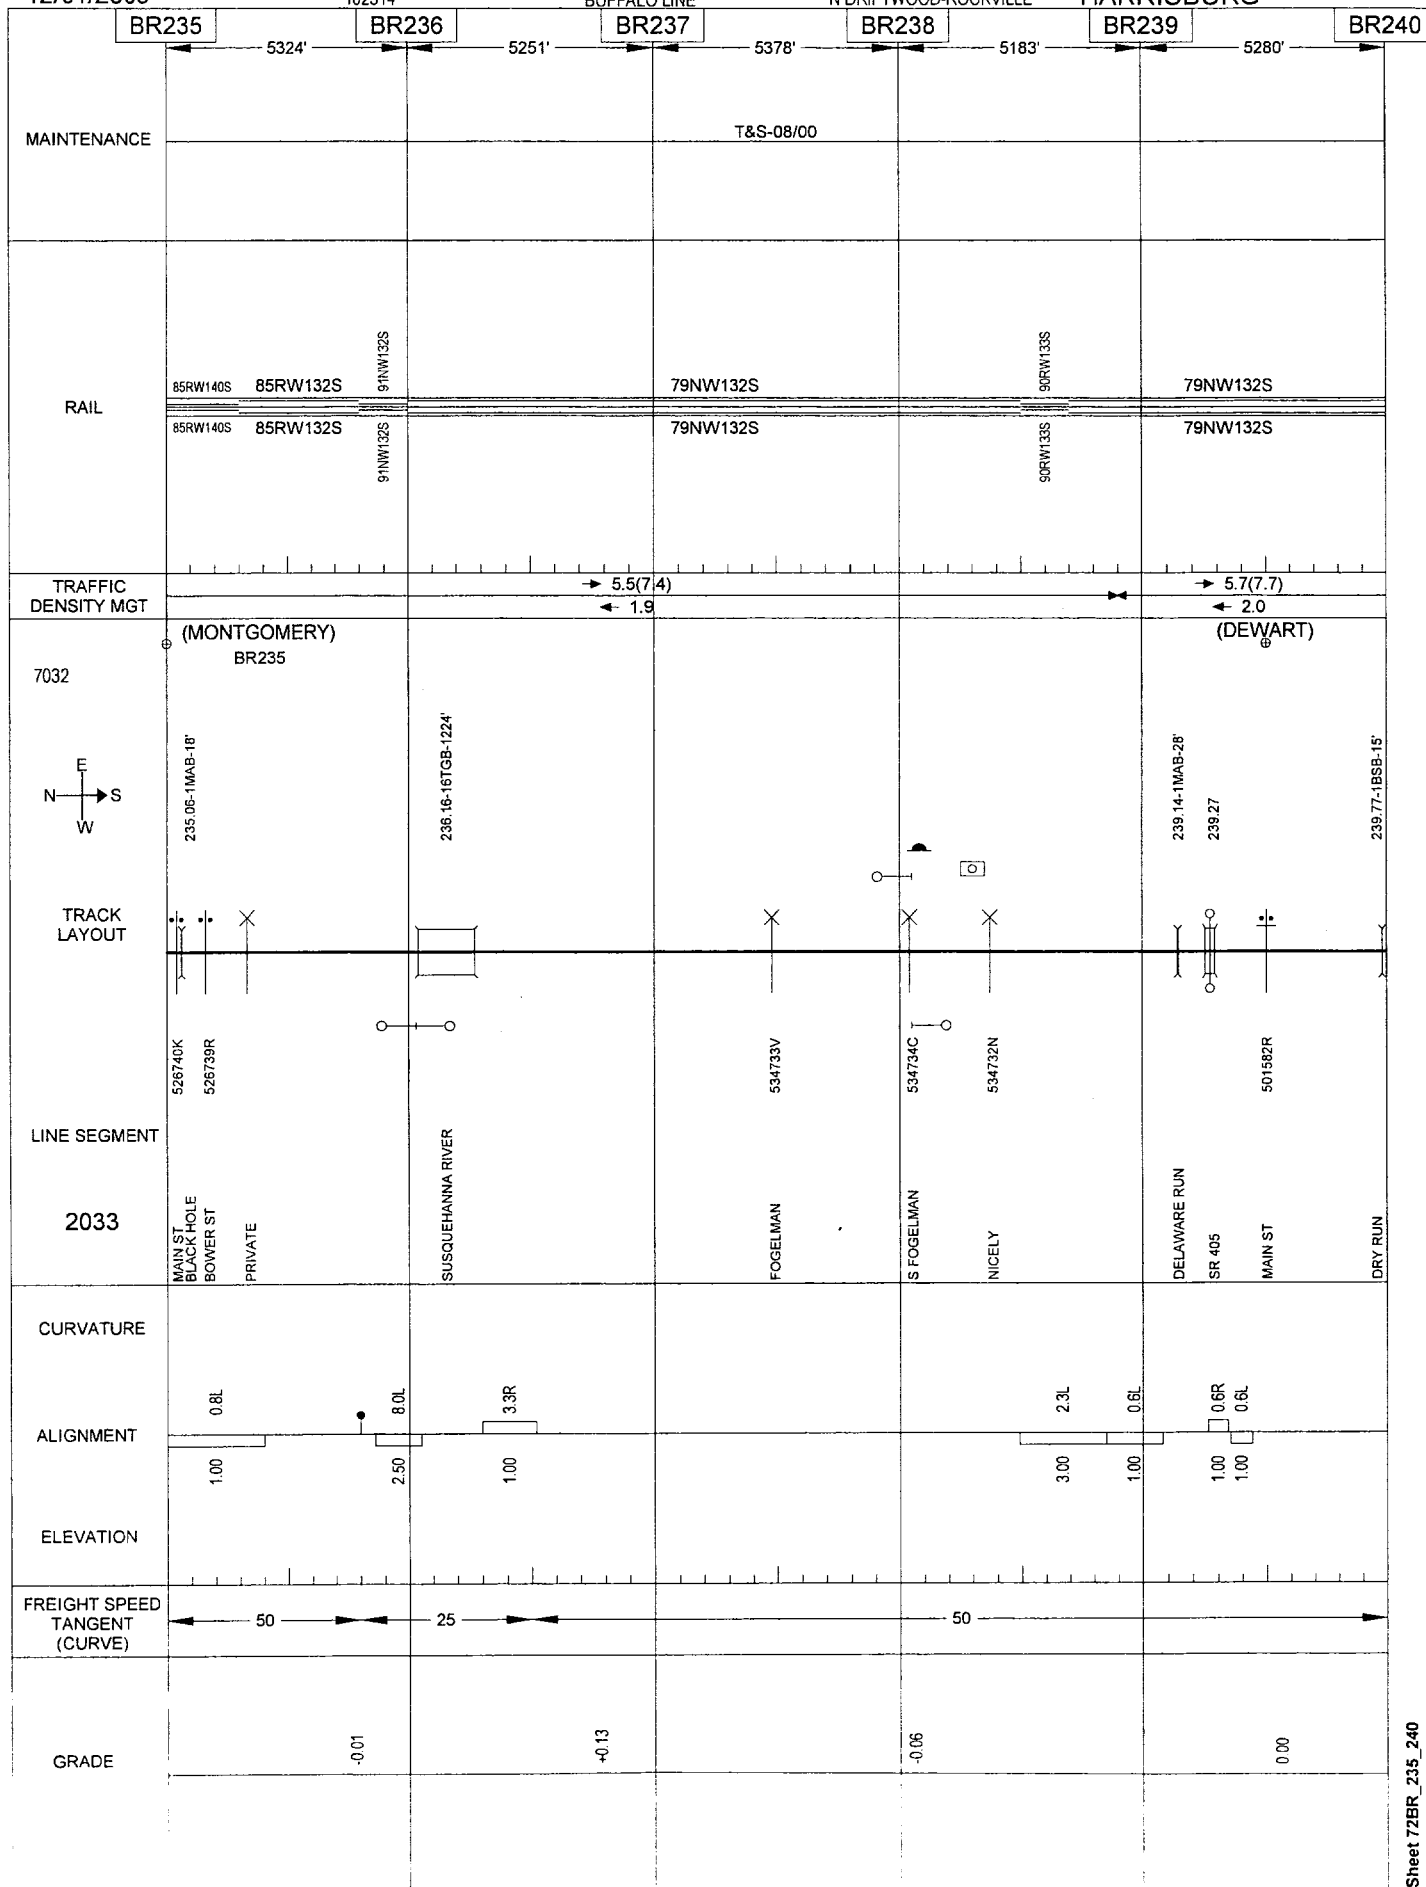 BUFFALO LINE
HARRISBURG
BR235 BR236 BR237 BR238 BR239 BR240
5324' 5251' 5378' 5183' 5280'
MAINTENANCE
T&S-08/00
RAIL
85RW140S 85RW132S 91NW132S 79NW132S 90RW133S 79NW132S
85RW140S 85RW132S 91NW132S 79NW132S 90RW133S 79NW132S
TRAFFIC
DENSITY MGT
5.5(7.4) 5.7(7.7)
1.9 2.0
(MONTGOMERY) (DEWART)
BR235
7032
E
N S
W
235.06-1MAB-18'
236.16-16TGB-1224'
239.14-1MAB-28'
239.27
239.77-1BSB-15'
TRACK
LAYOUT
526740K
526739R
534733V
534734C
534732N
501582R
LINE SEGMENT
2033
MAIN ST
BLACK HOLE
BOWER ST
PRIVATE
SUSQUEHANNA RIVER
FOGELMAN
S FOGELMAN
NICELY
DELAWARE RUN
SR 405
MAIN ST
DRY RUN
CURVATURE
0.8L 8.0L 3.3R 2.3L 0.6L 0.6R 0.6L
ALIGNMENT
1.00 2.50 1.00 3.00 1.00 1.00 1.00
ELEVATION
FREIGHT SPEED
TANGENT
(CURVE)
50 25 50
GRADE
-0.01 +0.13 -0.06 0.00
Sheet 72BR_235_240